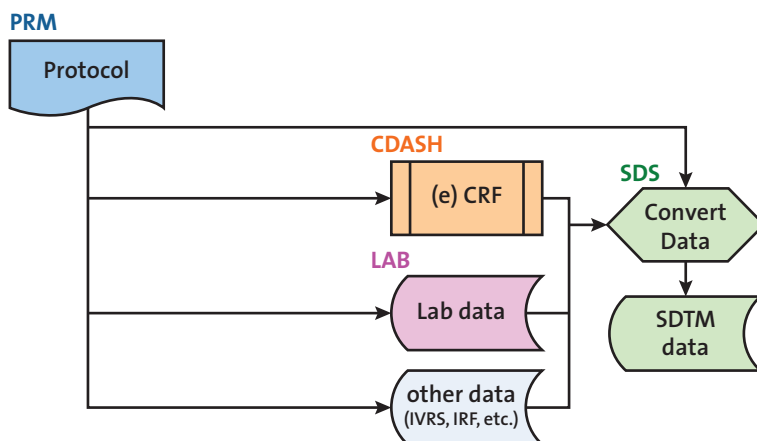 PRM
Protocol
CDASH
(e) CRF
SDS
Convert
Data
LAB
Lab data
SDTM
data
other data
(IVRS, IRF, etc.)